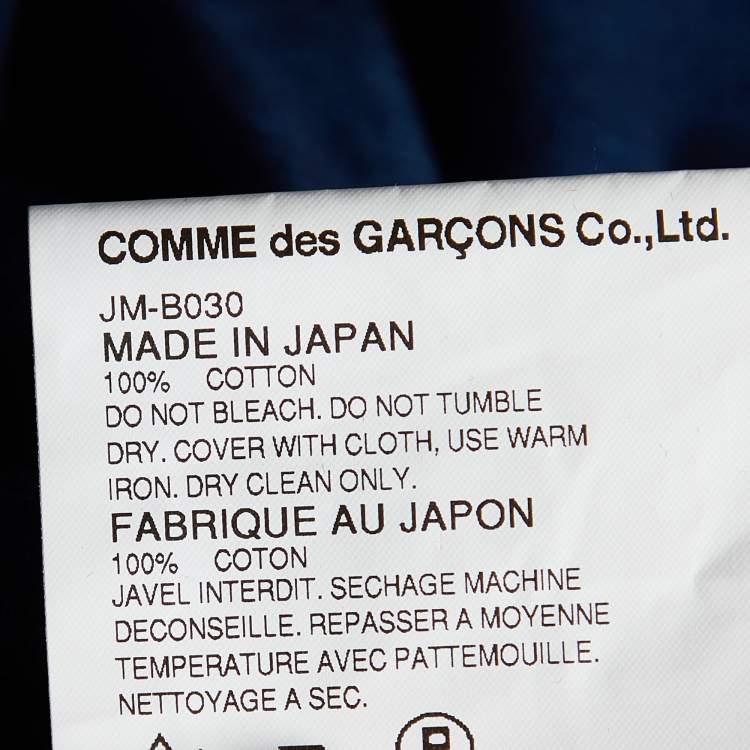 COMME des GARÇONS Co.,Ltd.
JM-B030
MADE IN JAPAN
100% COTTON
DO NOT BLEACH. DO NOT TUMBLE
DRY. COVER WITH CLOTH, USE WARM
IRON. DRY CLEAN ONLY.
FABRIQUE AU JAPON
100% COTON
JAVEL INTERDIT. SECHAGE MACHINE
DECONSEILLE. REPASSER A MOYENNE
TEMPERATURE AVEC PATTEMOUILLE.
NETTOYAGE A SEC.